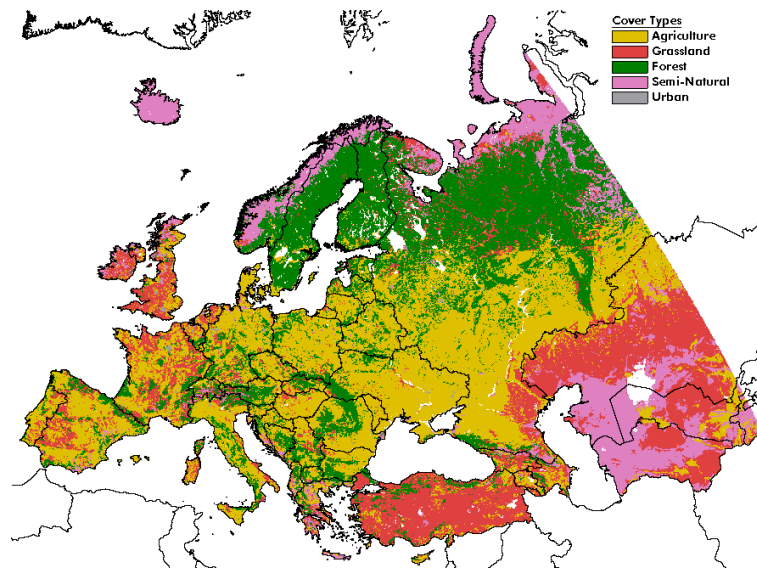 Cover Types
Agriculture
Grassland
Forest
Semi-Natural
Urban